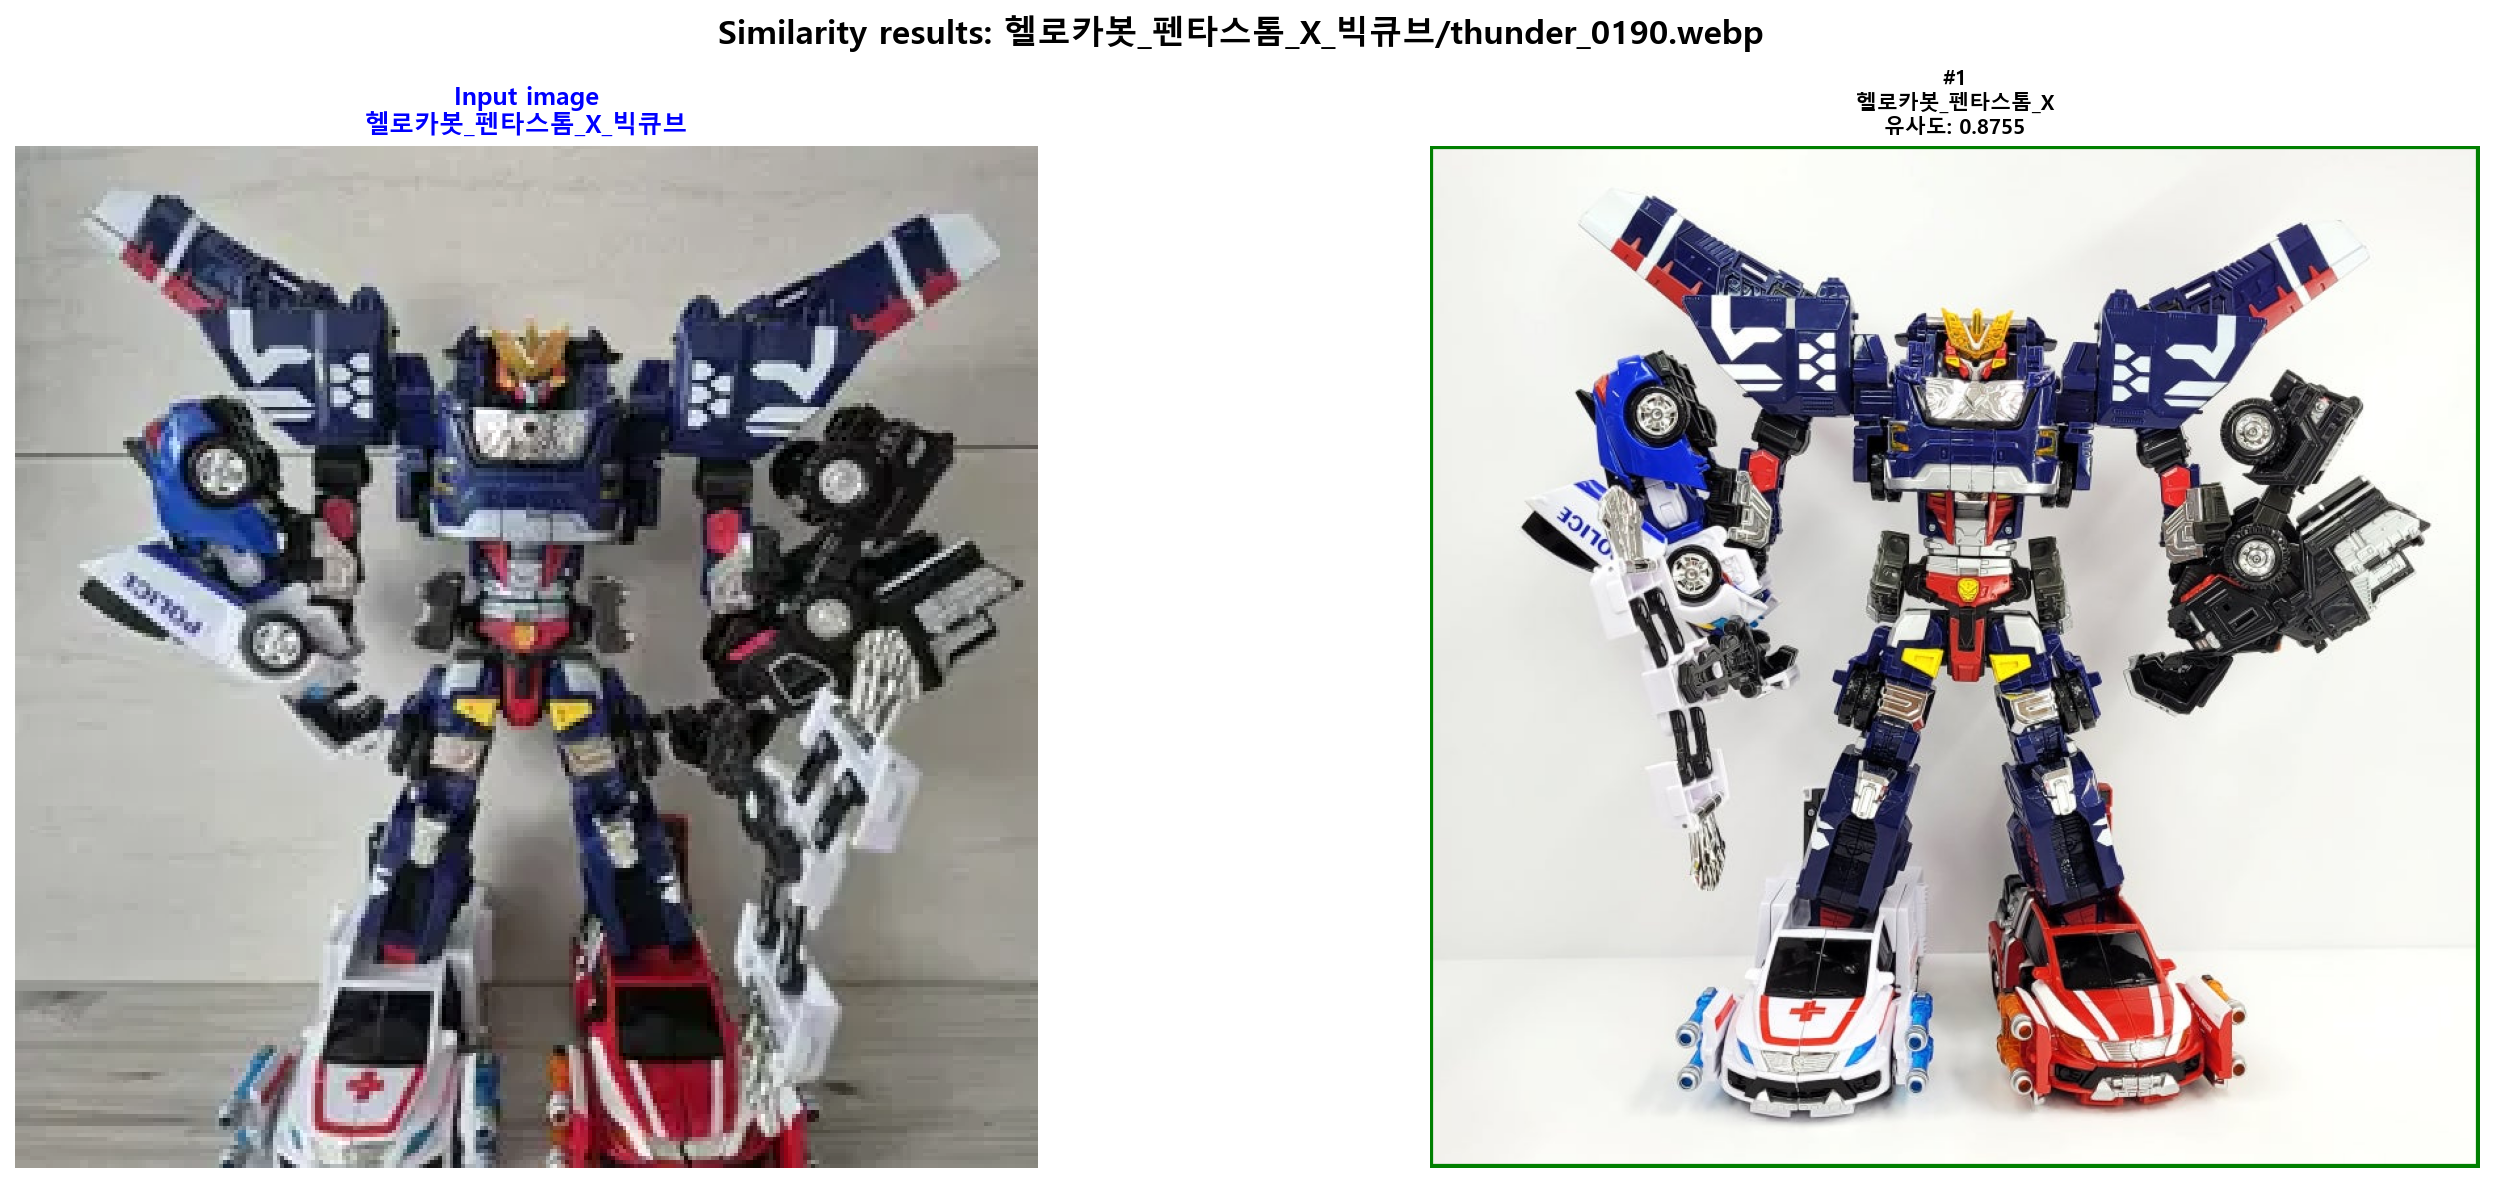 Similarity results: 헬로카봇_펜타스톰_X_빅큐브/thunder_0190.webp
Input image
헬로카봇_펜타스톰_X_빅큐브
#1
헬로카봇_펜타스톰_X
유사도: 0.8755
POLICE
POLICE